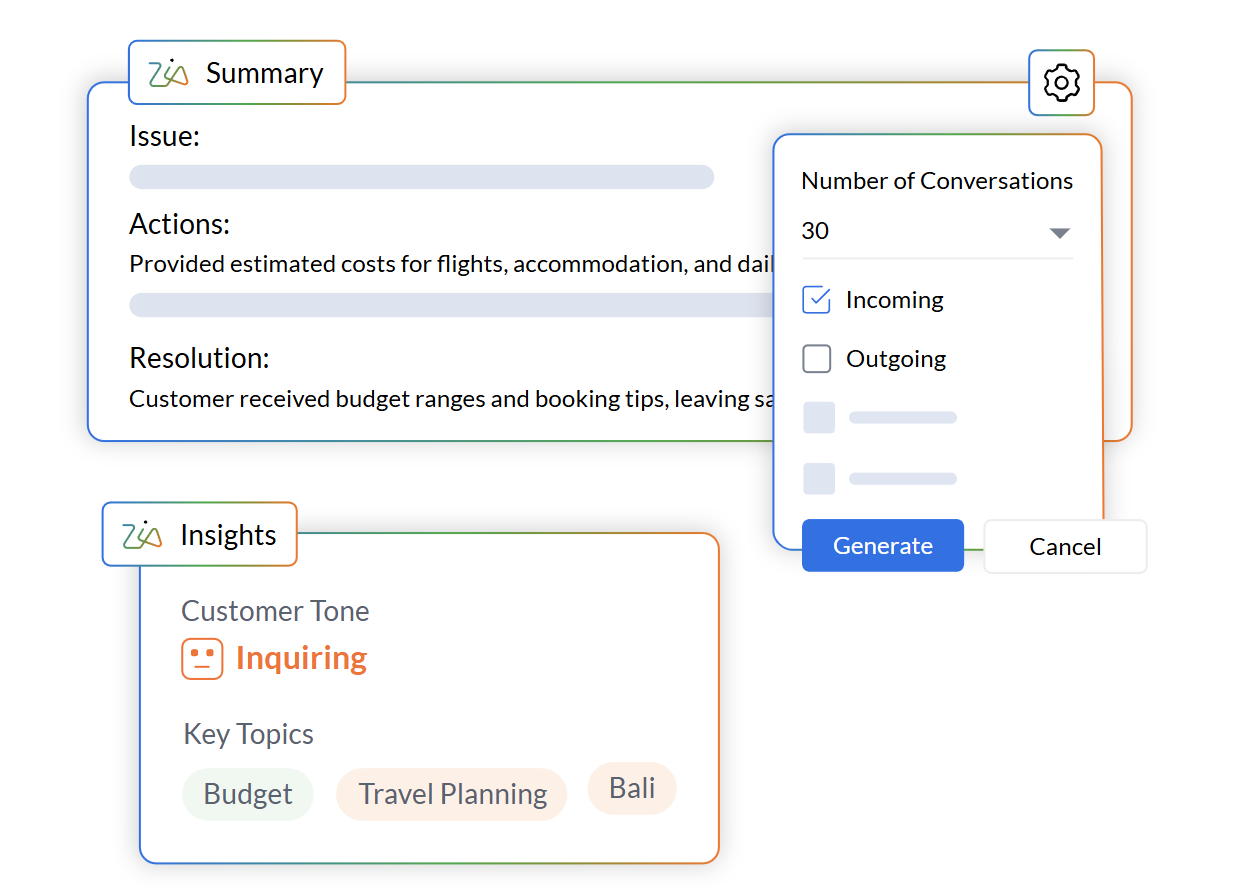 Zia Summary
Issue:
Actions:
Provided estimated costs for flights, accommodation, and
Resolution:
Customer received budget ranges and booking tips, leaving
Number of Conversations
30
Incoming
Outgoing
Generate
Cancel
Zia Insights
Customer Tone
Inquiring
Key Topics
Budget
Travel Planning
Bali